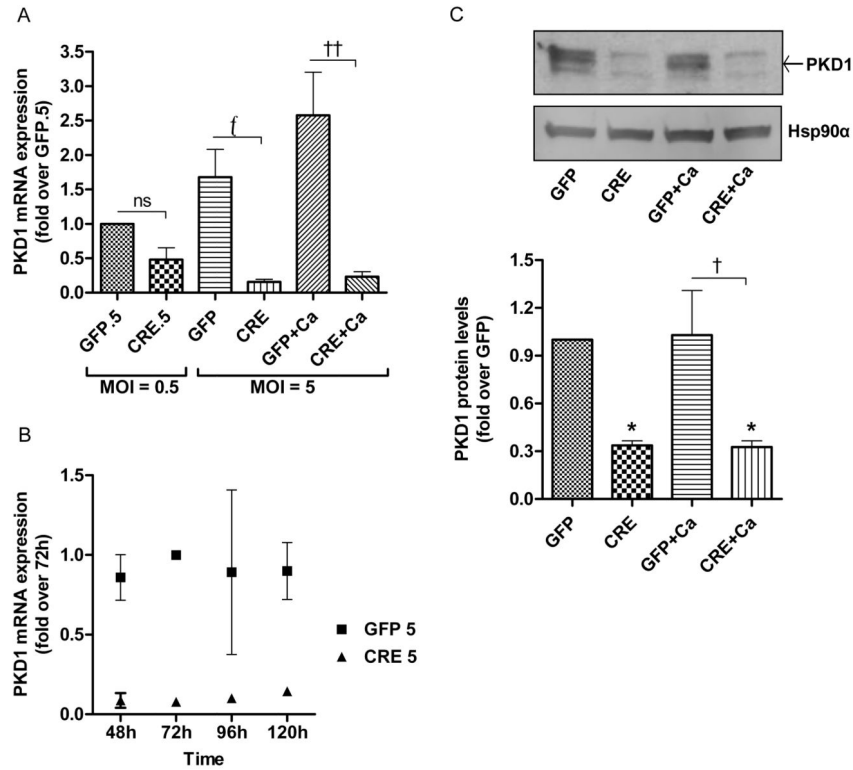 A
PKD1 mRNA expression
(fold over GFP.5)
3.5
3.0
2.5
2.0
1.5
1.0
0.5
0.0
ns
ƭ
††
GFP.5
CRE.5
GFP
CRE
GFP+Ca
CRE+Ca
MOI = 0.5
MOI = 5
B
PKD1 mRNA expression
(fold over 72h)
1.5
1.0
0.5
0.0
48h 72h 96h 120h
Time
GFP 5
CRE 5
C
PKD1
Hsp90α
GFP
CRE
GFP+Ca
CRE+Ca
PKD1 protein levels
(fold over GFP)
1.5
1.2
0.9
0.6
0.3
0.0
†
* *
GFP
CRE
GFP+Ca
CRE+Ca